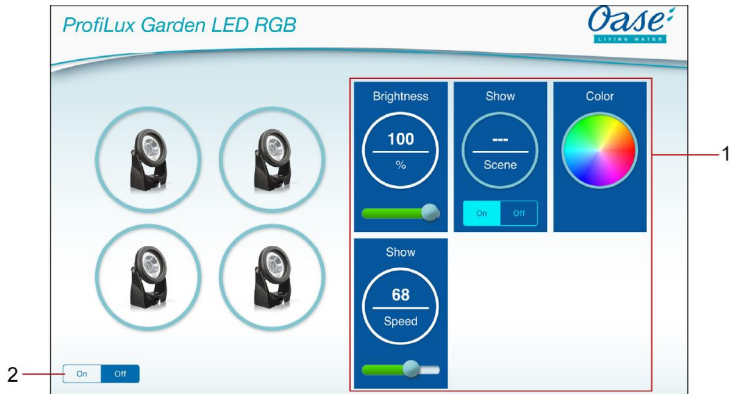 ProfiLux Garden LED RGB
Oase
LIVING WATER
Brightness
100
%
Show
---
Scene
On Off
Color
Show
68
Speed
1
2
On Off